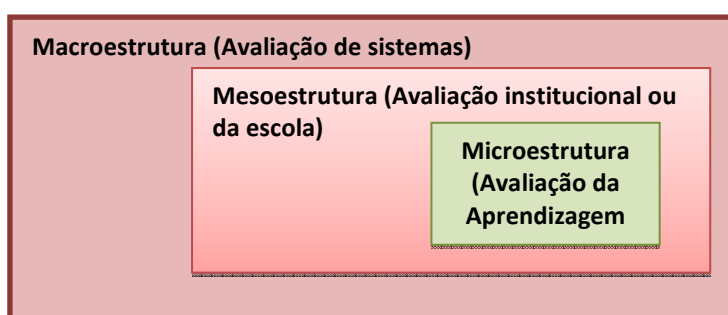 Macroestrutura (Avaliação de sistemas)
Mesoestrutura (Avaliação institucional ou
da escola)
Microestrutura
(Avaliação da
Aprendizagem